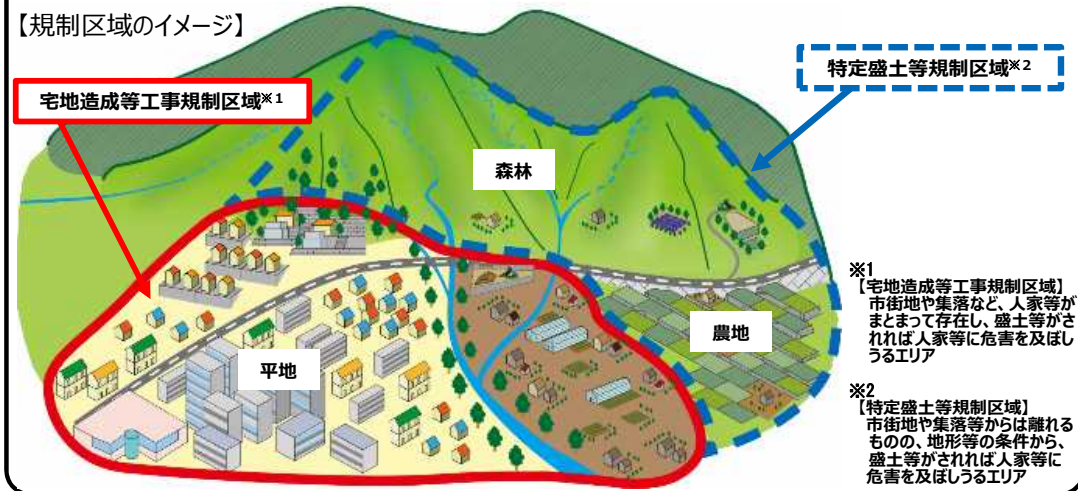 【規制区域のイメージ】
特定盛土等規制区域※2
宅地造成等工事規制区域※1
森林
農地
平地
※1
【宅地造成等工事規制区域】
市街地や集落など、人家等が
まとまって存在し、盛土等がさ
れれば人家等に危害を及ぼし
うるエリア
※2
【特定盛土等規制区域】
市街地や集落等からは離れる
ものの、地形等の条件から、
盛土等がされれば人家等に
危害を及ぼしうるエリア